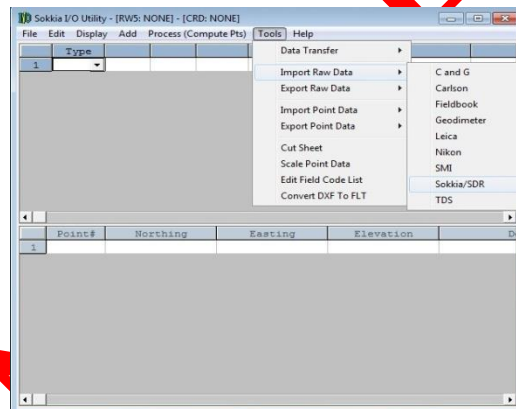 Sokkia I/O Utility - [RW5: NONE] - [CRD: NONE]
File Edit Display Add Process (Compute Pts) Tools Help
Type
1
Data Transfer
Import Raw Data
Export Raw Data
Import Point Data
Export Point Data
Cut Sheet
Scale Point Data
Edit Field Code List
Convert DXF To FLT
C and G
Carlson
Fieldbook
Geodimeter
Leica
Nikon
SMI
Sokkia/SDR
TDS
Point# Northing Easting Elevation D
1